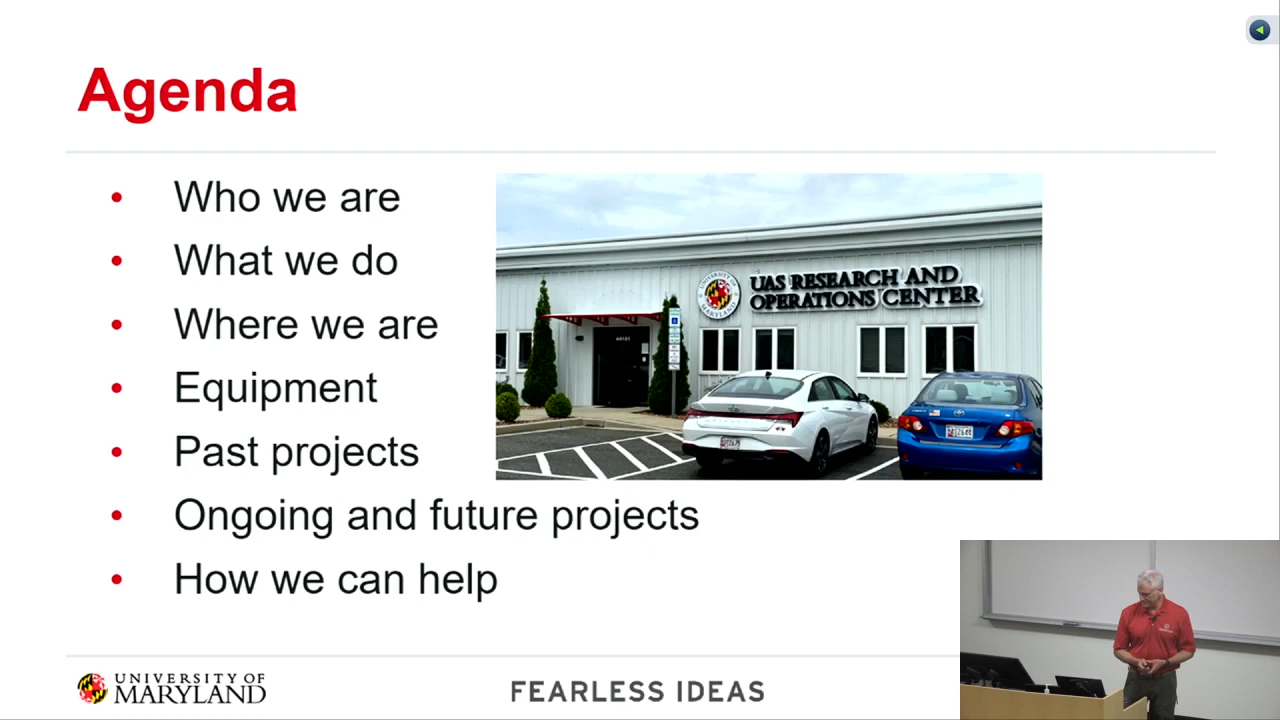 Agenda
• Who we are
• What we do
• Where we are
• Equipment
• Past projects
• Ongoing and future projects
• How we can help
UAS RESEARCH AND
OPERATIONS CENTER
UNIVERSITY OF
MARYLAND
FEARLESS IDEAS